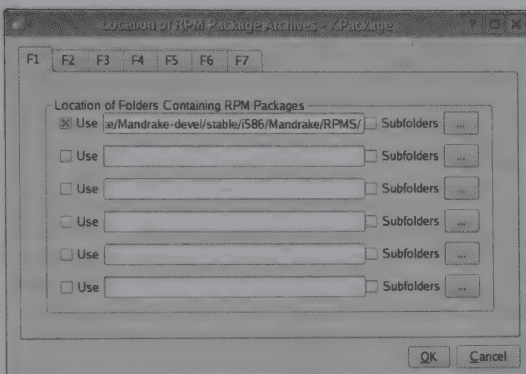 Location of RPM Package Archives - KPackage
F1 F2 F3 F4 F5 F6 F7
Location of Folders Containing RPM Packages
Use :e/Mandrake-devel/stable/i586/Mandrake/RPMS/ Subfolders ...
Use Subfolders ...
Use Subfolders ...
Use Subfolders ...
Use Subfolders ...
Use Subfolders ...
OK Cancel